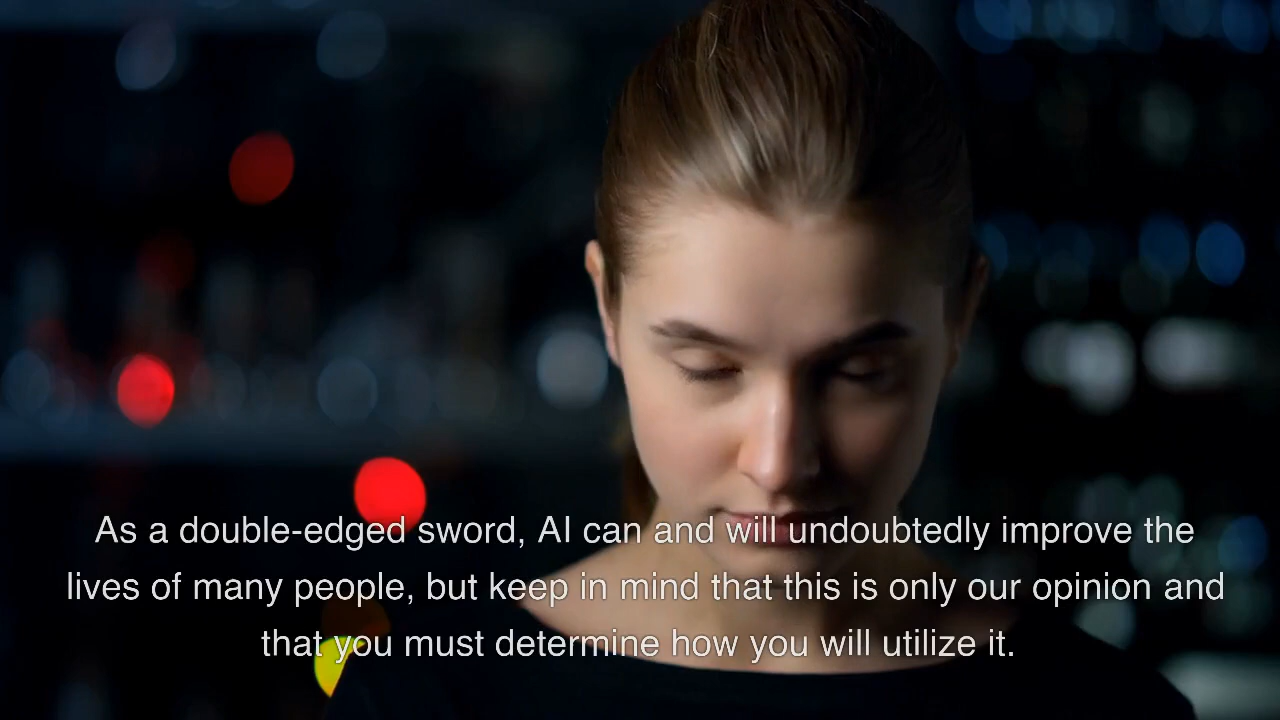 As a double-edged sword, AI can and will undoubtedly improve the
lives of many people, but keep in mind that this is only our opinion and
that you must determine how you will utilize it.